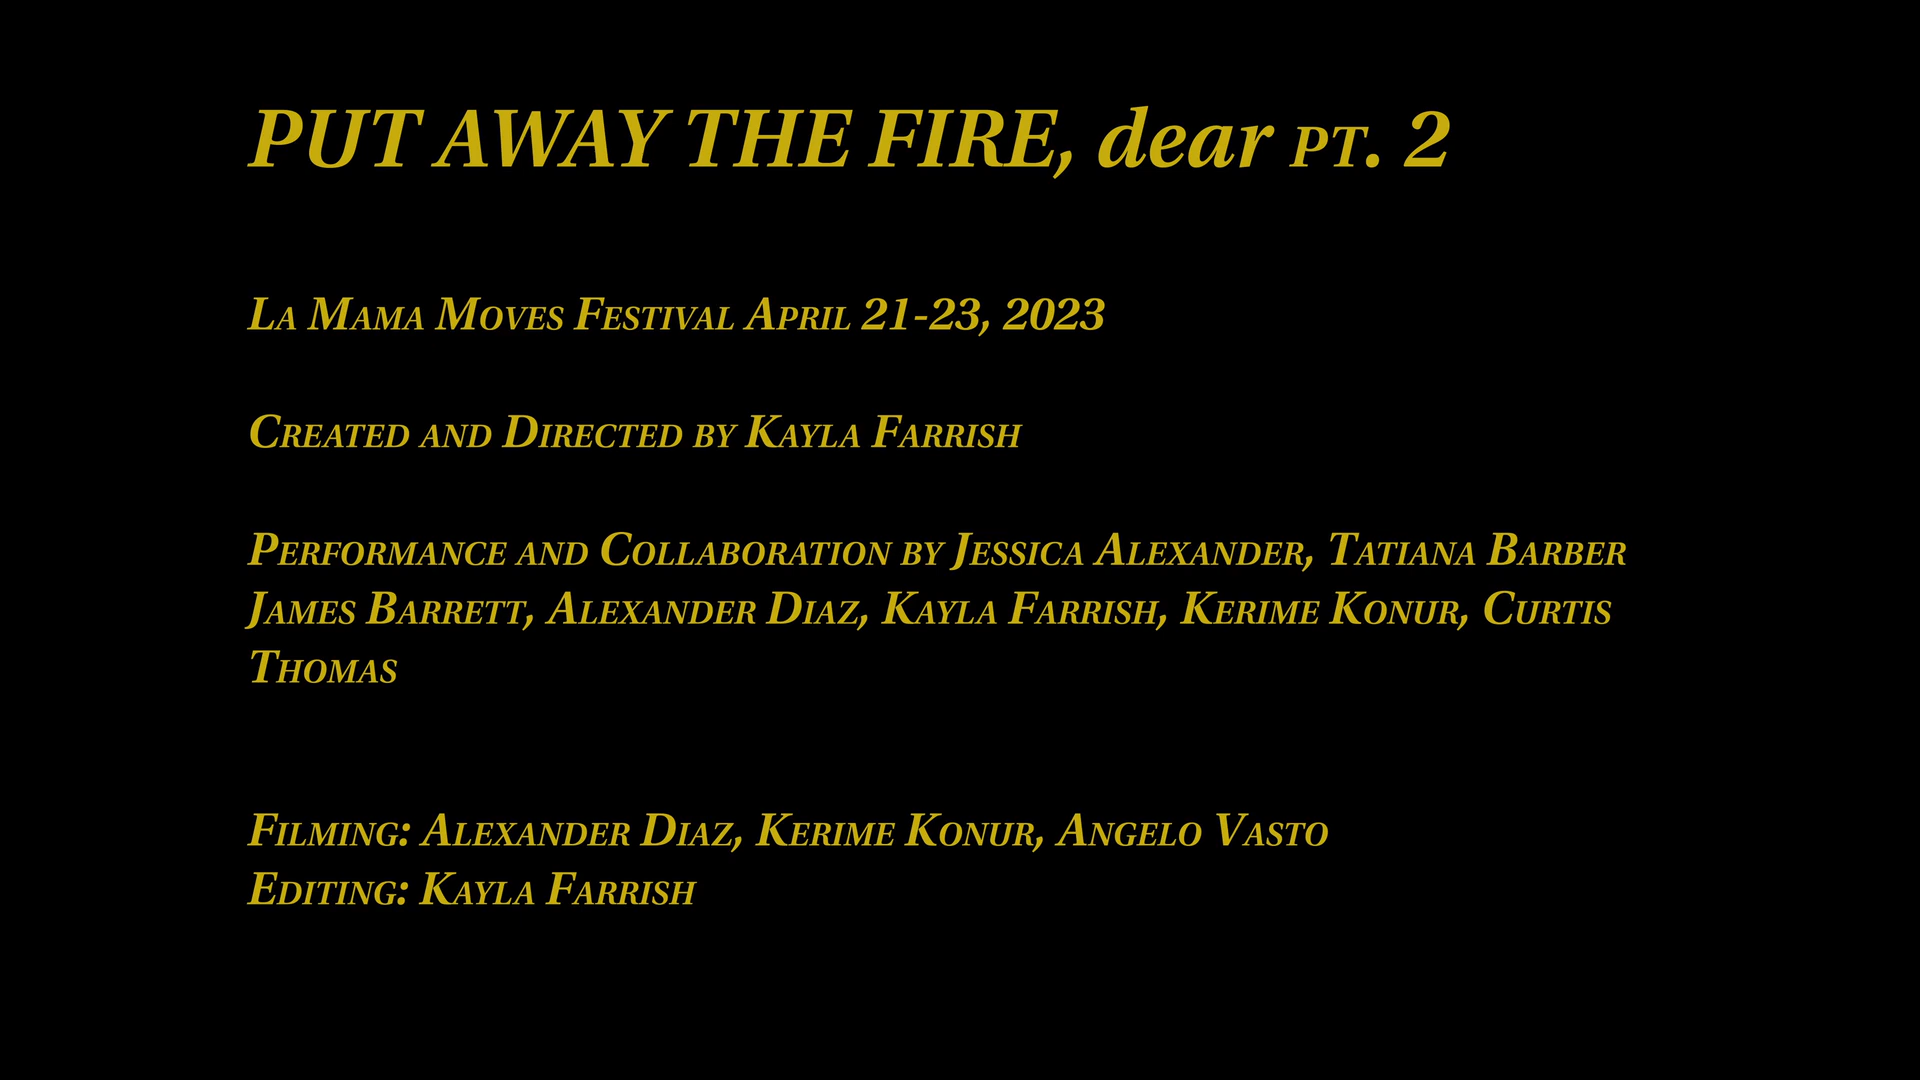 PUT AWAY THE FIRE, dear PT. 2
La Mama Moves Festival April 21-23, 2023
Created and Directed by Kayla Farrish
Performance and Collaboration by Jessica Alexander, Tatiana Barber
James Barrett, Alexander Diaz, Kayla Farrish, Kerime Konur, Curtis
Thomas
Filming: Alexander Diaz, Kerime Konur, Angelo Vasto
Editing: Kayla Farrish